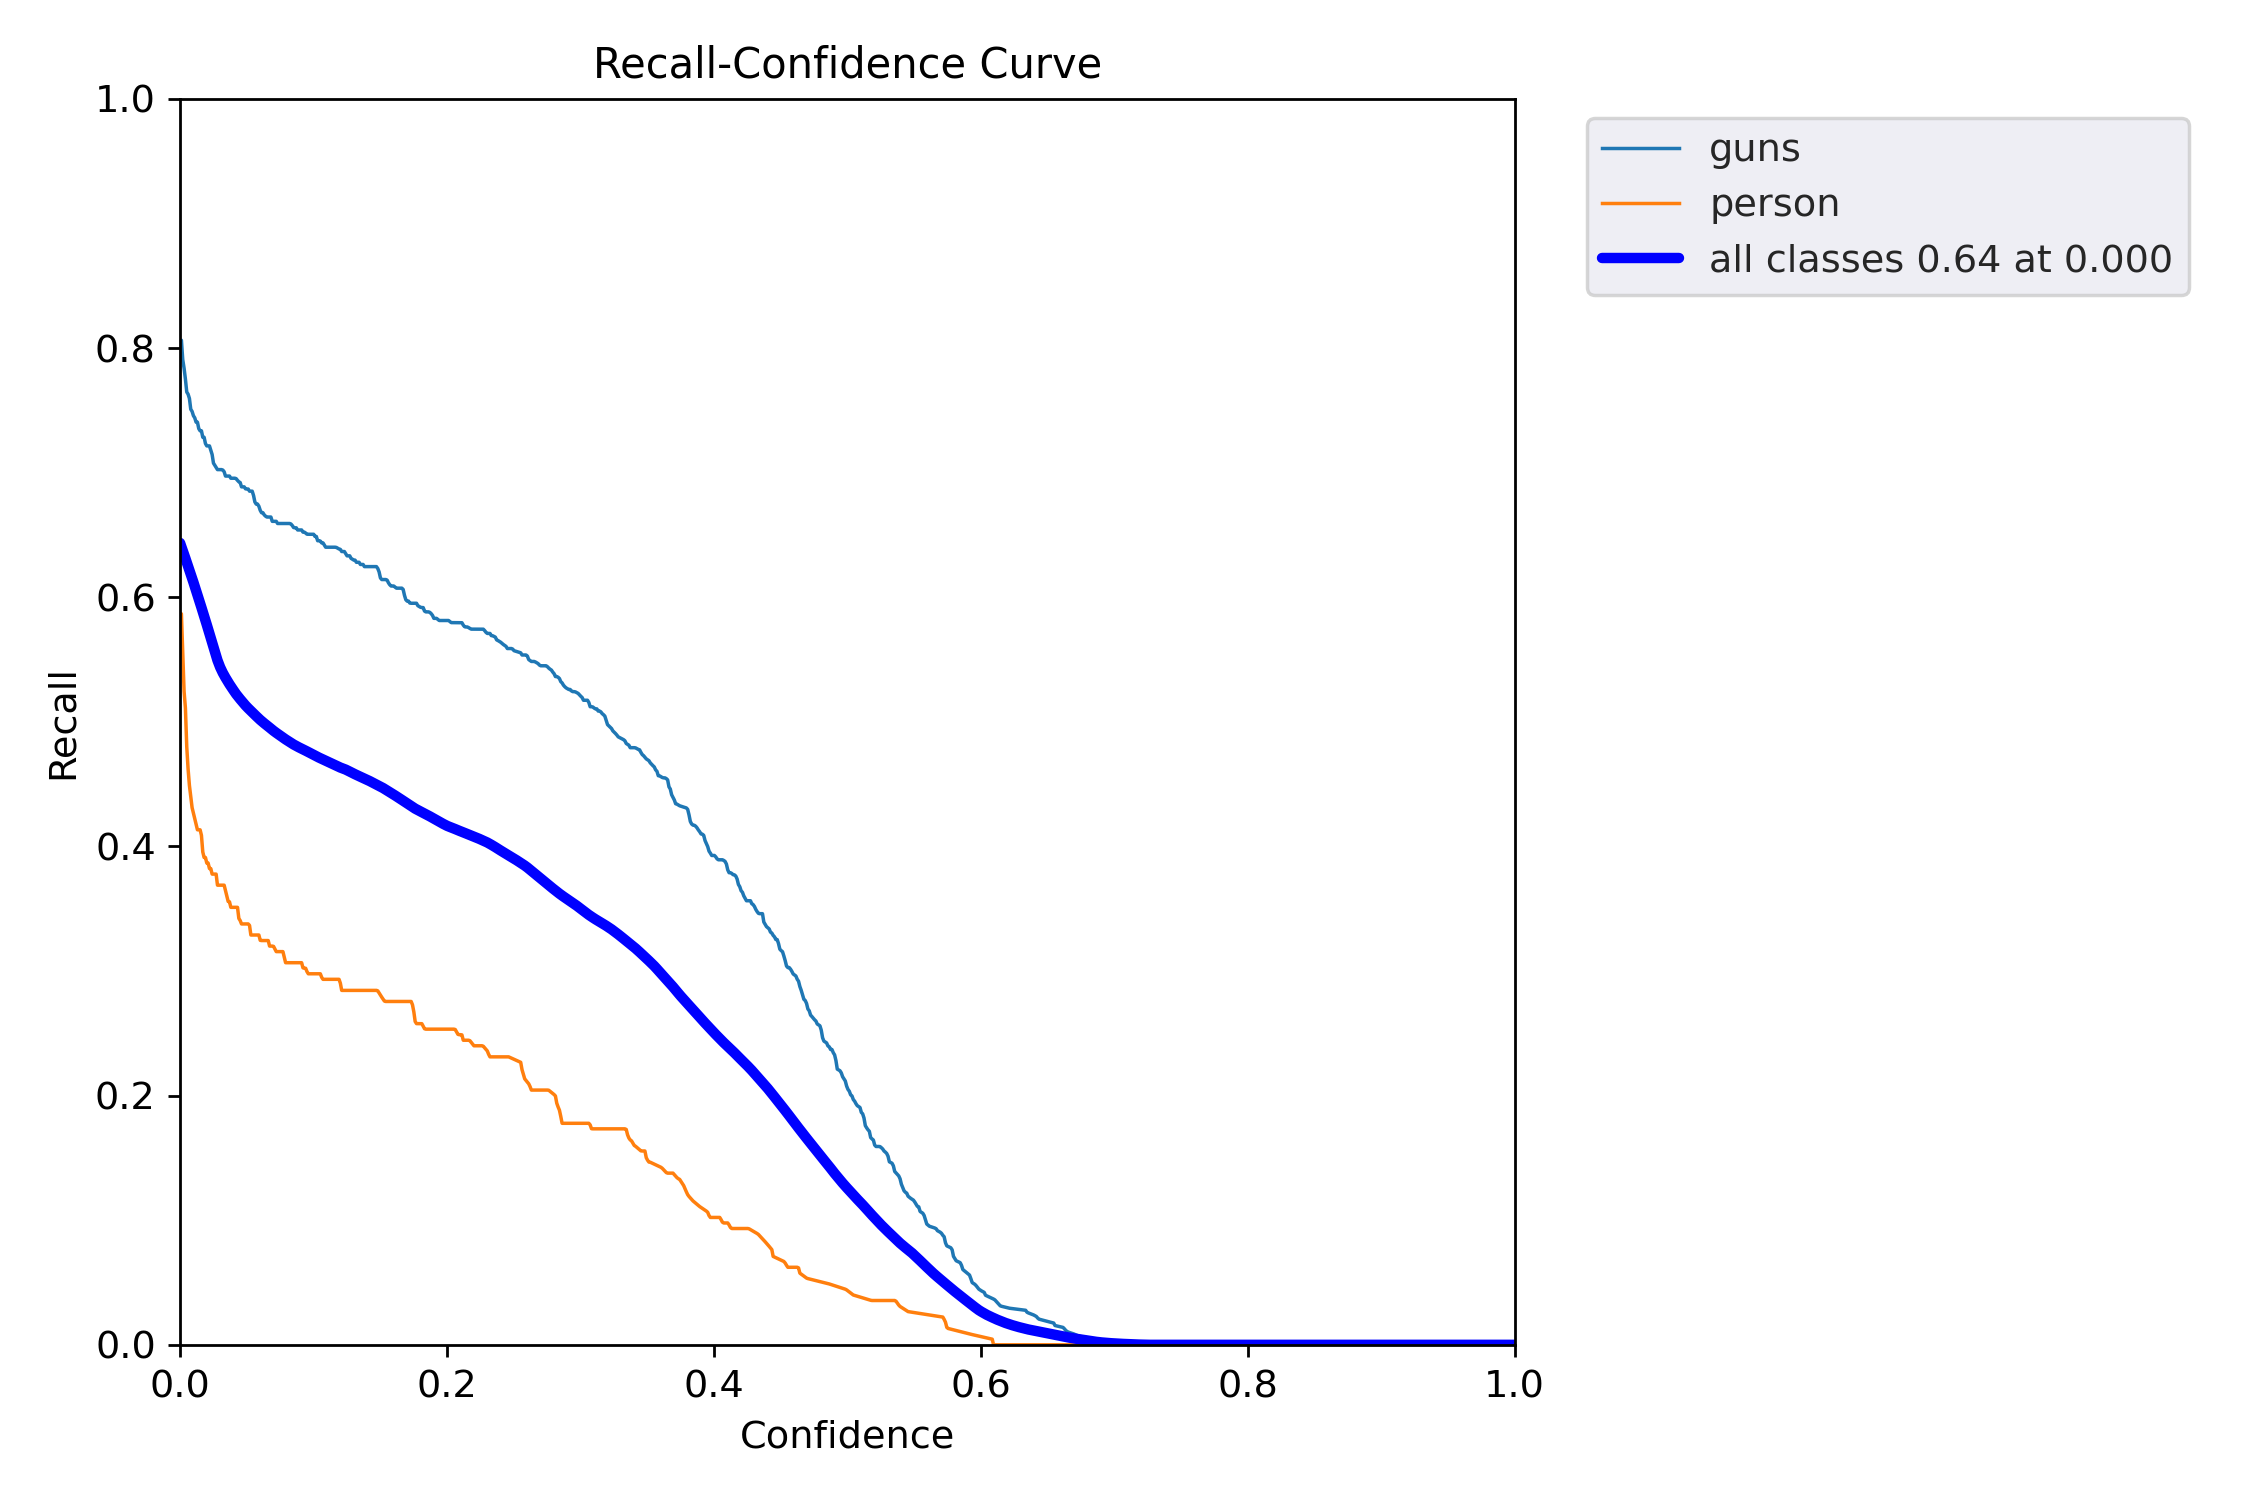 Recall-Confidence Curve
1.0
0.8
0.6
0.4
0.2
0.0
Recall
0.0 0.2 0.4 0.6 0.8 1.0
Confidence
guns
person
all classes 0.64 at 0.000